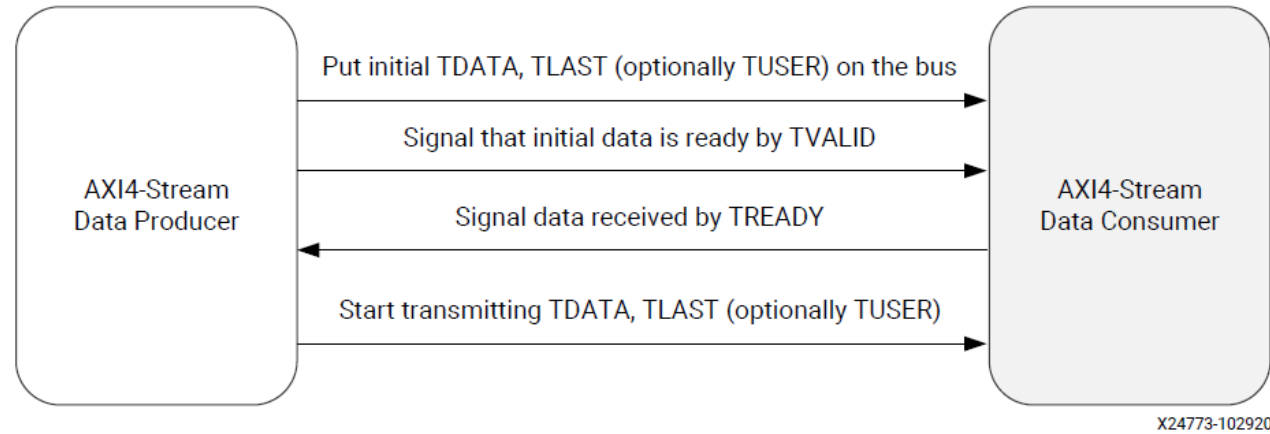 Put initial TDATA, TLAST (optionally TUSER) on the bus
Signal that initial data is ready by TVALID
AXI4-Stream
Data Producer
Signal data received by TREADY
AXI4-Stream
Data Consumer
Start transmitting TDATA, TLAST (optionally TUSER)
X24773-102920